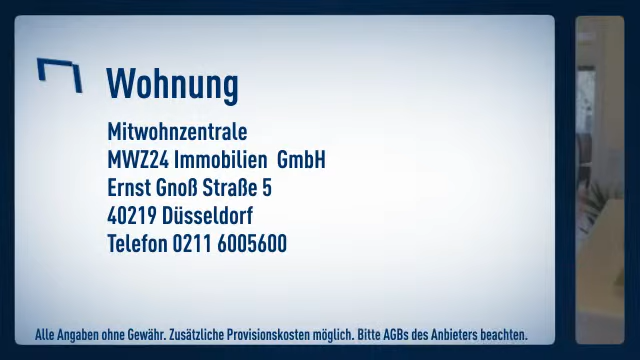 Wohnung
Mitwohnzentrale
MWZ24 Immobilien GmbH
Ernst Gnoß Straße 5
40219 Düsseldorf
Telefon 0211 6005600
Alle Angaben ohne Gewähr. Zusätzliche Provisionskosten möglich. Bitte AGBs des Anbieters beachten.